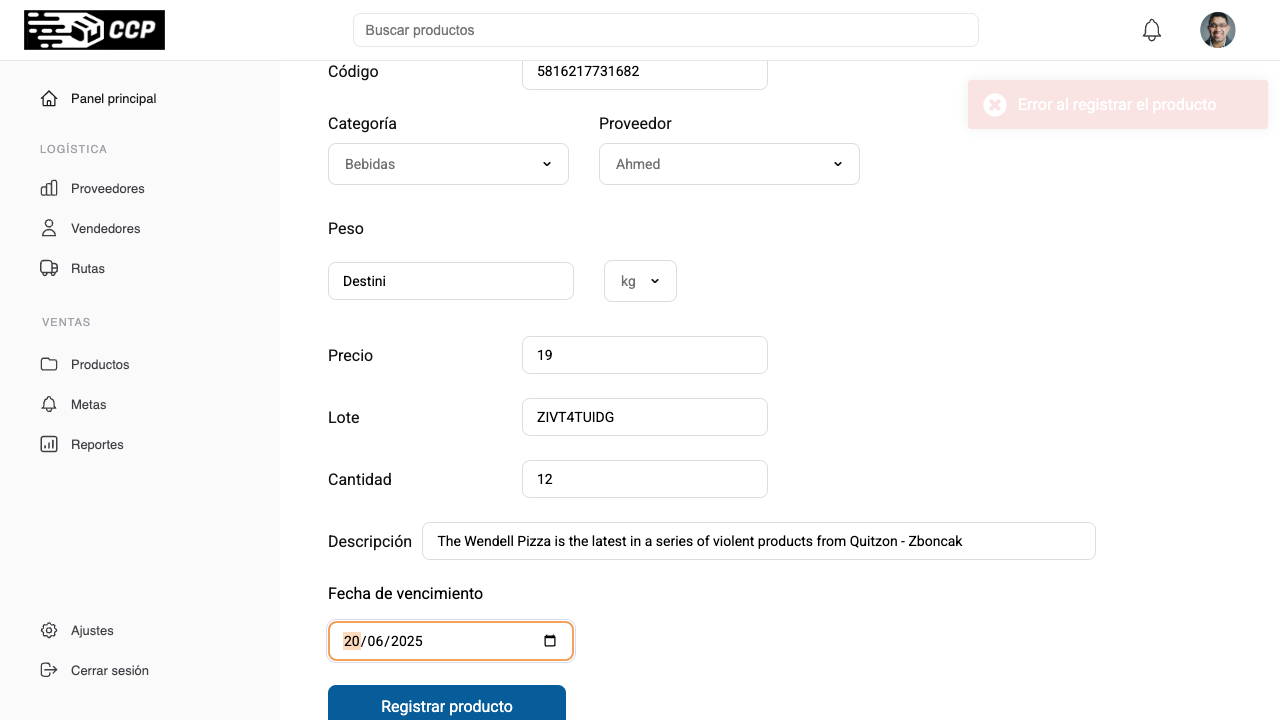 CCP
Buscar productos
Panel principal
LOGÍSTICA
Proveedores
Vendedores
Rutas
VENTAS
Productos
Metas
Reportes
Ajustes
Cerrar sesión
Error al registrar el producto
Código
5816217731682
Categoría
Proveedor
Bebidas
Ahmed
Peso
Destini
kg
Precio
19
Lote
ZIVT4TUIDG
Cantidad
12
Descripción
The Wendell Pizza is the latest in a series of violent products from Quitzon - Zboncak
Fecha de vencimiento
20/06/2025
Registrar producto